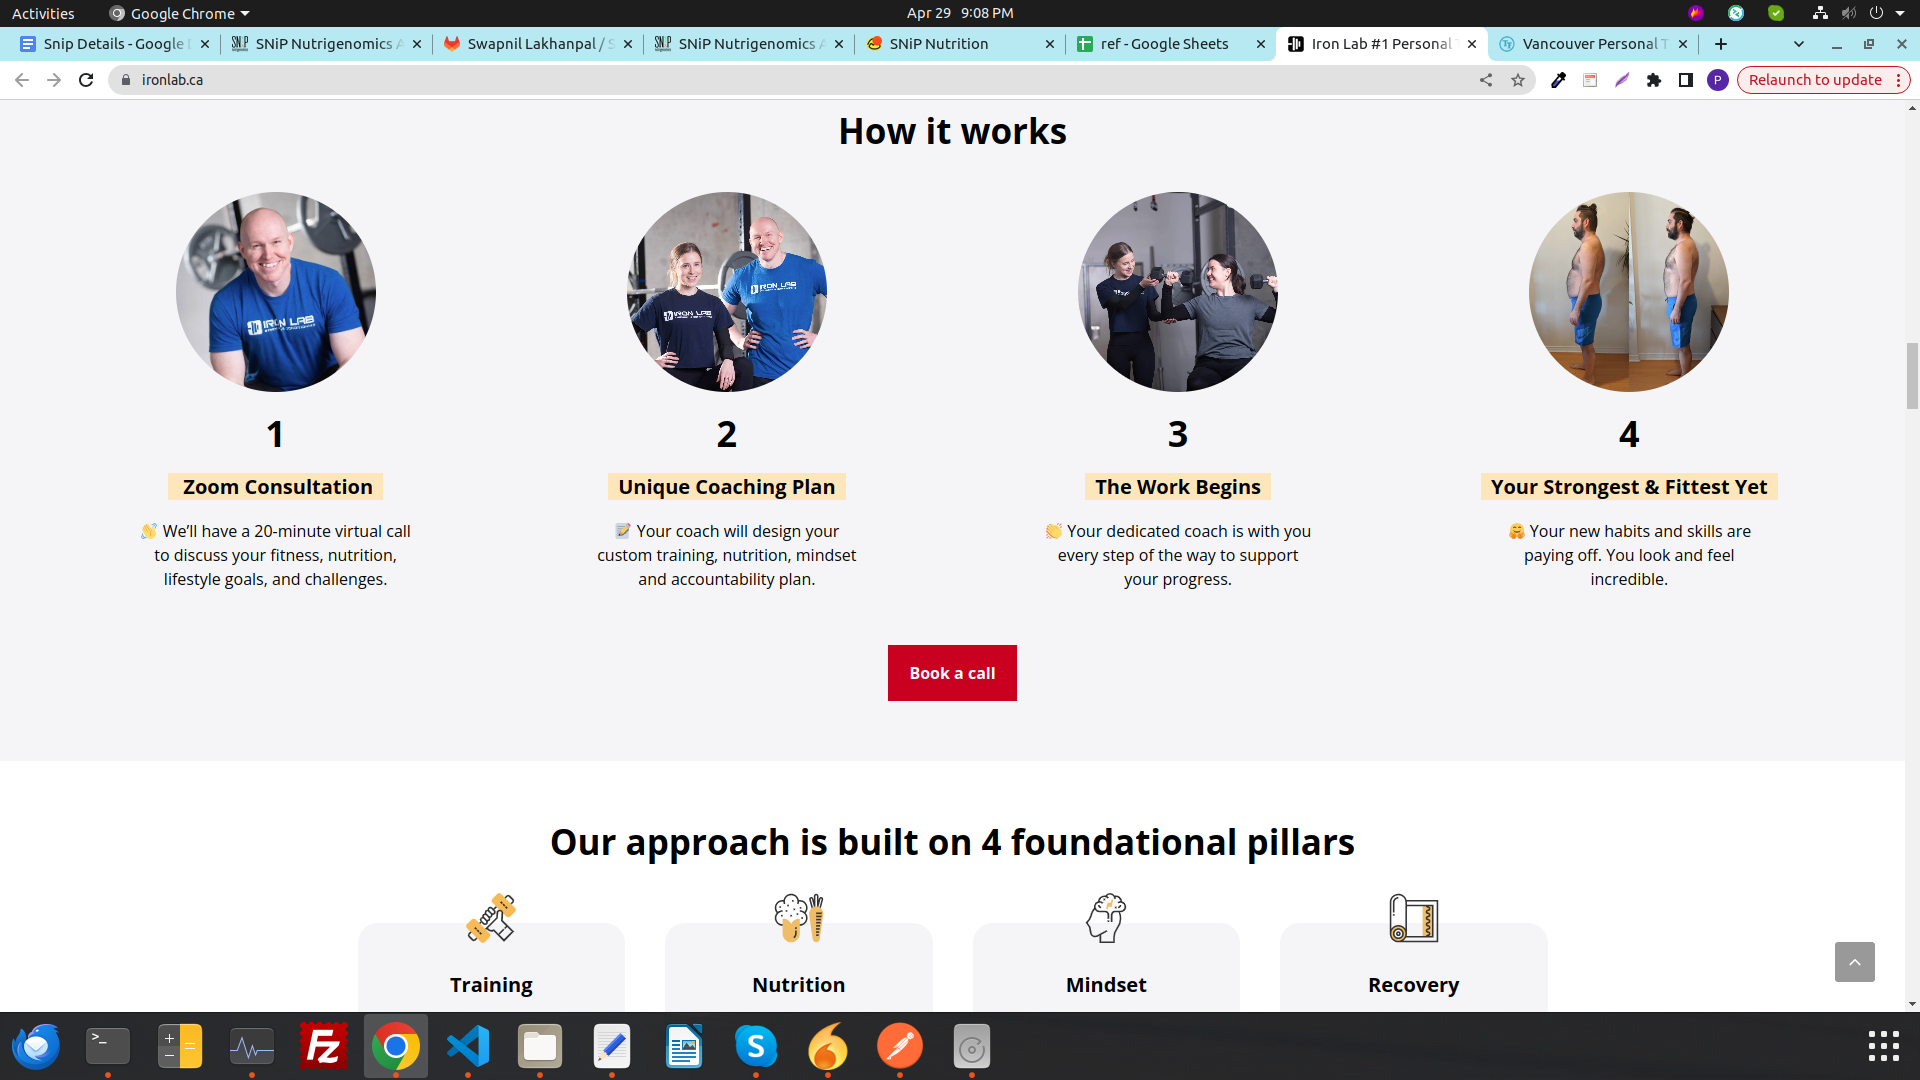 Activities
Google Chrome
Apr 29 9:08 PM
Snip Details - Google
SNiP Nutrigenomics
Swapnil Lakhanpal /
SNiP Nutrigenomics
SNiP Nutrition
ref - Google Sheets
Iron Lab #1 Personal
Vancouver Personal
ironlab.ca
P
Relaunch to update
How it works
IRON LAB
IRON LAB
IRON LAB
1
2
3
4
Zoom Consultation
Unique Coaching Plan
The Work Begins
Your Strongest & Fittest Yet
👋 We’ll have a 20-minute virtual call
to discuss your fitness, nutrition,
lifestyle goals, and challenges.
📝 Your coach will design your
custom training, nutrition, mindset
and accountability plan.
👏 Your dedicated coach is with you
every step of the way to support
your progress.
🤗 Your new habits and skills are
paying off. You look and feel
incredible.
Book a call
Our approach is built on 4 foundational pillars
Training
Nutrition
Mindset
Recovery